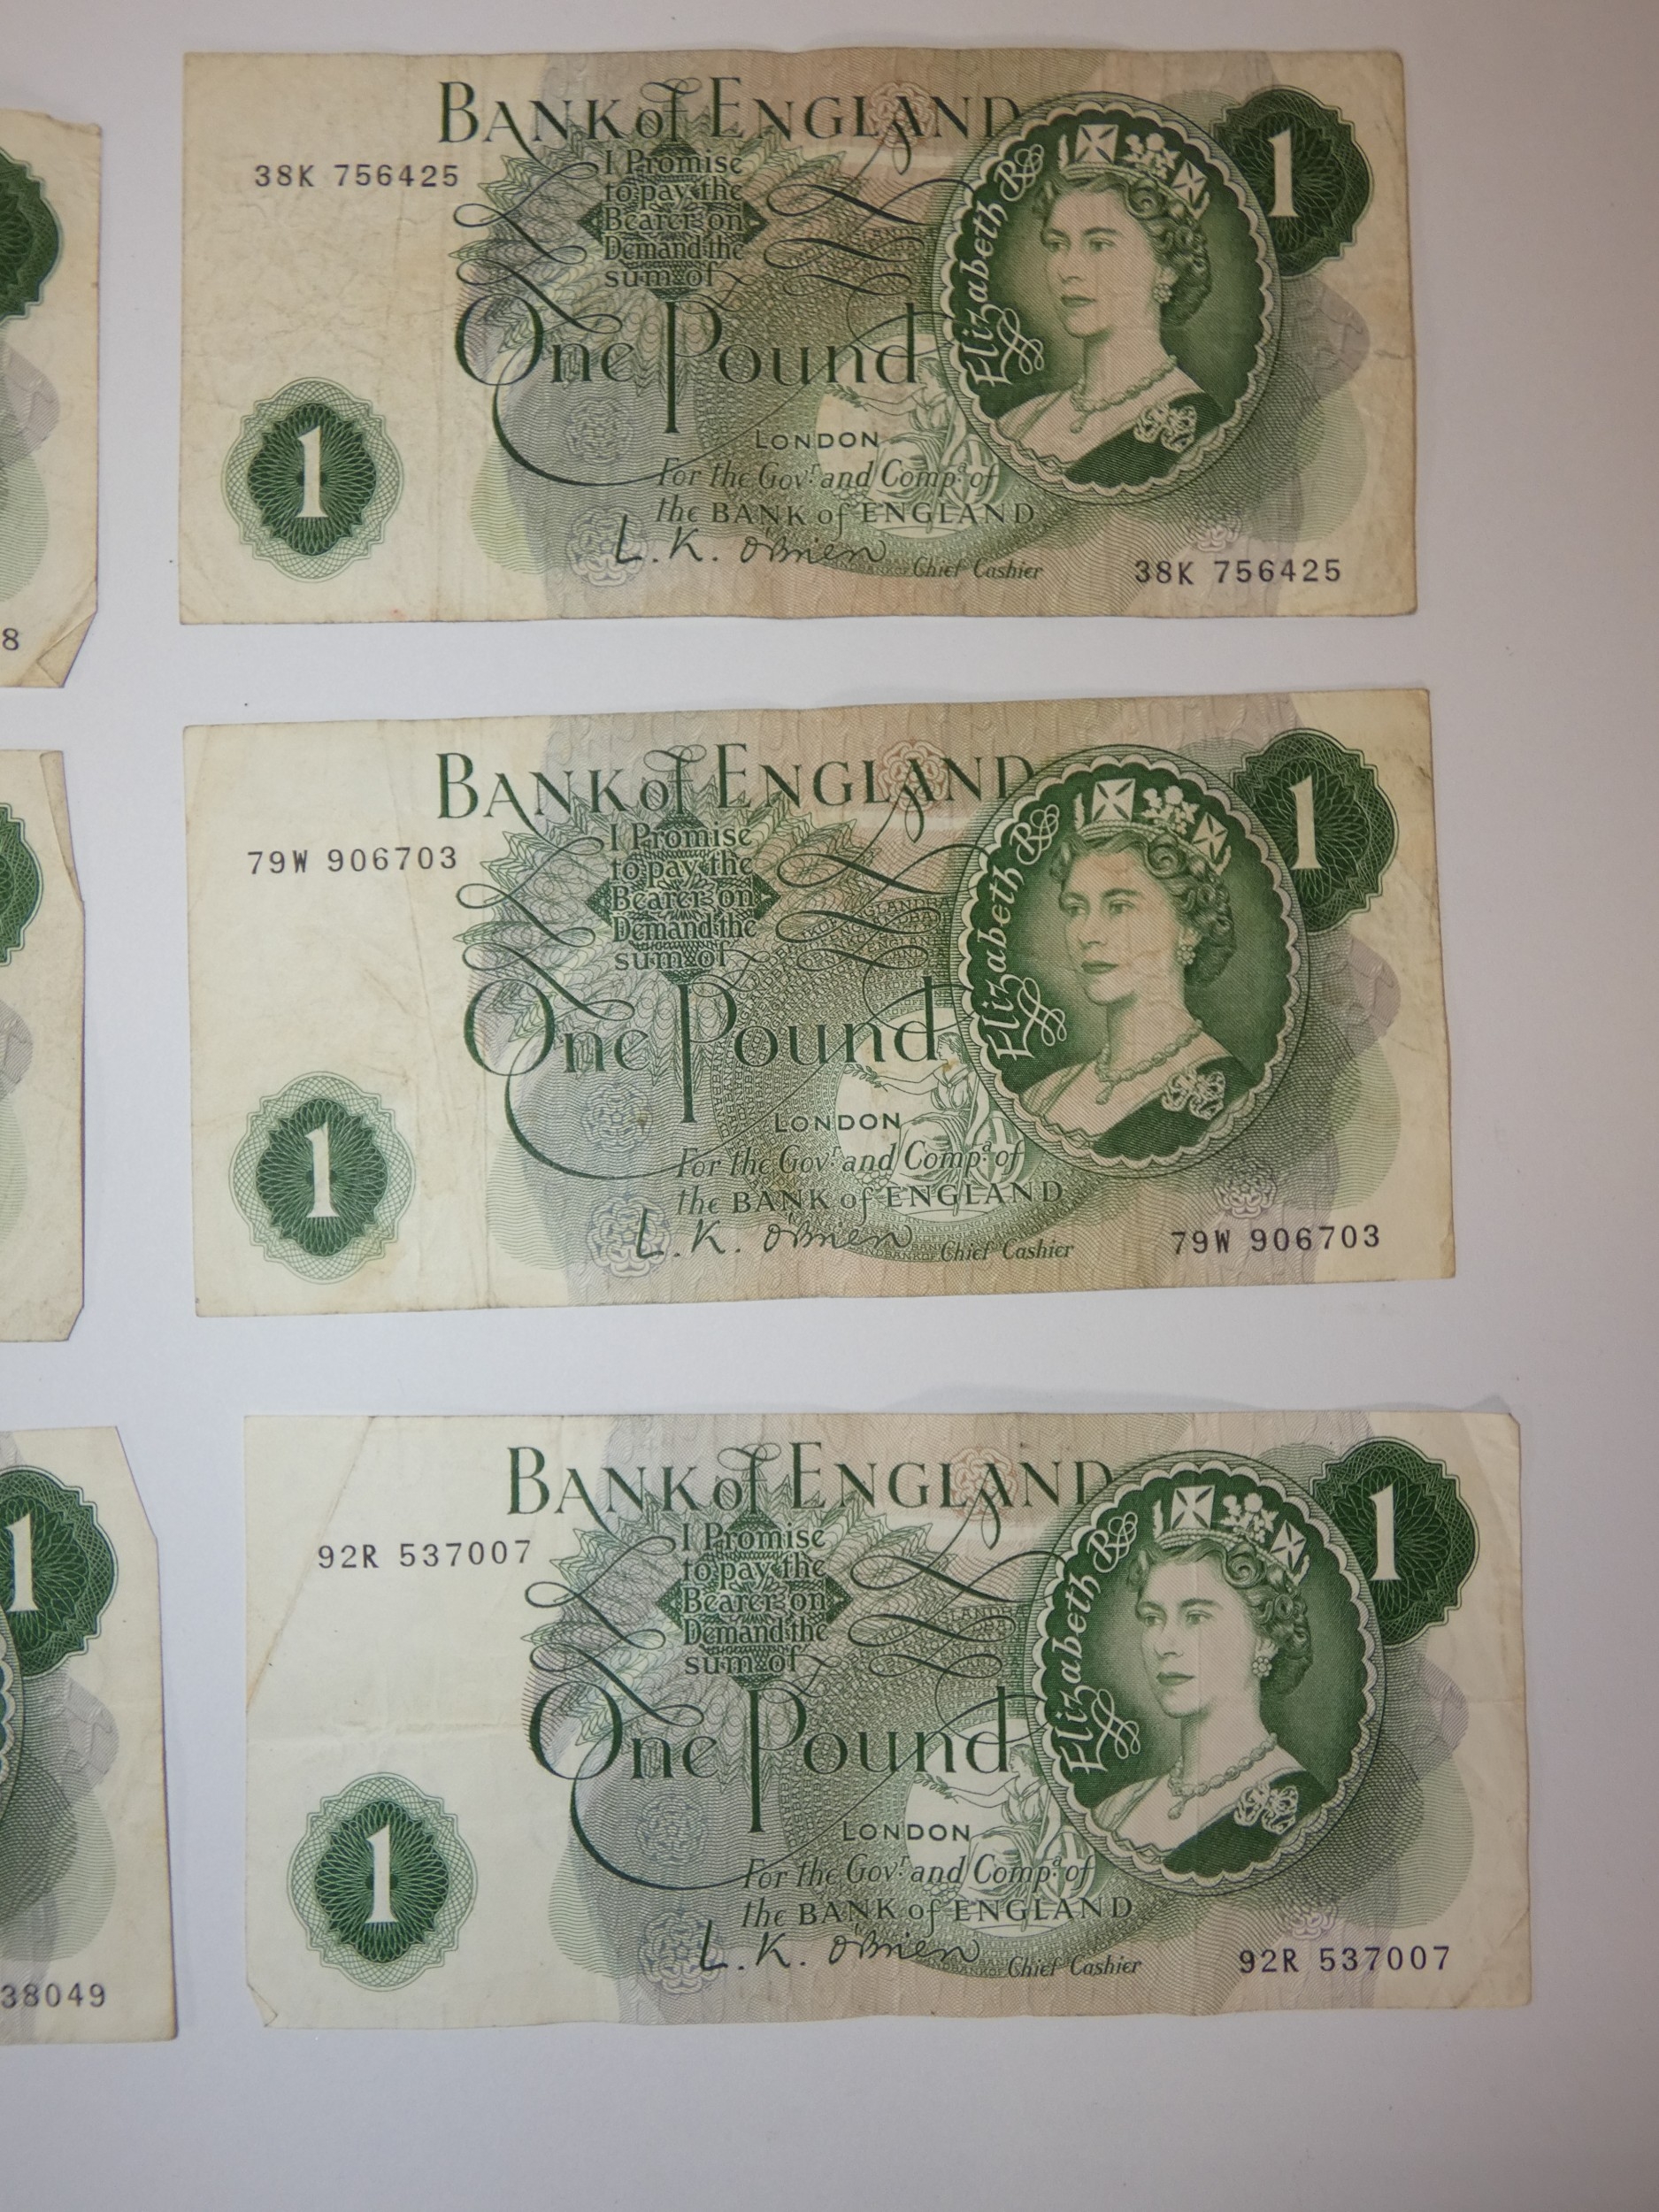 BANK of ENGLAND
1
38K 756425
I Promise
to pay the
Bearer on
Demand the
sum of
One Pound
Elizabeth R
1
LONDON
For the Govr. and Compa. of
the BANK of ENGLAND
L. K. O'Brien
Chief Cashier
38K 756425
8
BANK of ENGLAND
1
79W 906703
I Promise
to pay the
Bearer on
Demand the
sum of
One Pound
Elizabeth R
1
LONDON
For the Govr. and Compa. of
the BANK of ENGLAND
L. K. O'Brien
Chief Cashier
79W 906703
1
38049
BANK of ENGLAND
1
92R 537007
I Promise
to pay the
Bearer on
Demand the
sum of
One Pound
Elizabeth R
1
LONDON
For the Govr. and Compa. of
the BANK of ENGLAND
L. K. O'Brien
Chief Cashier
92R 537007